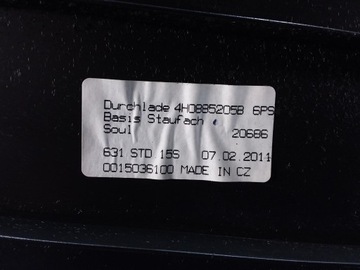 Durchlade 4H0885205B 6PS
Basis Staufach
Soul 20686
631 STD 15S 07.02.2011
0015036100 MADE IN CZ